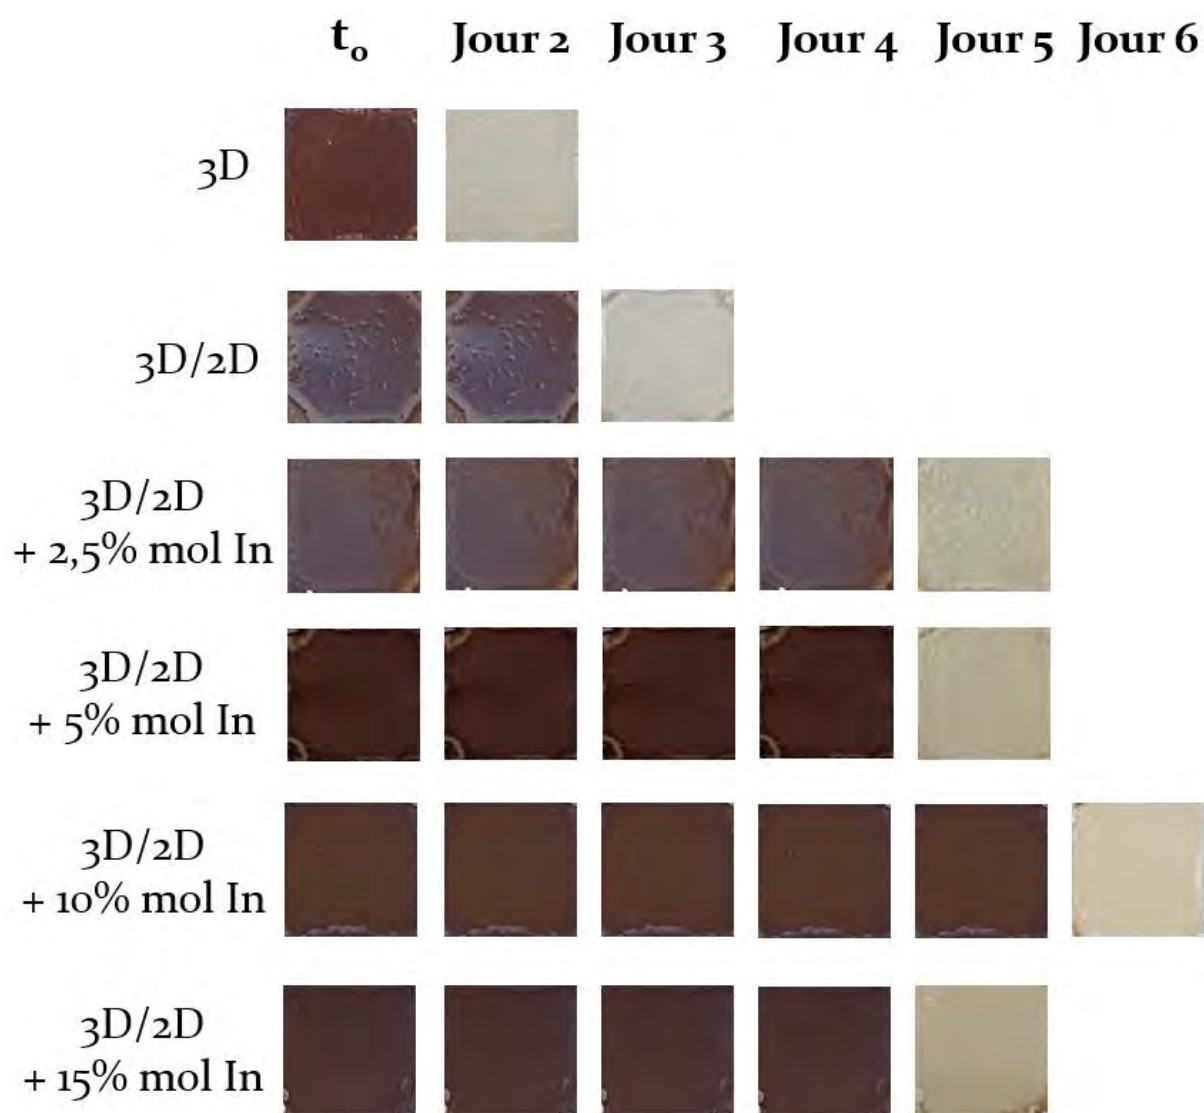 t₀ Jour 2 Jour 3 Jour 4 Jour 5 Jour 6
3D
3D/2D
3D/2D
+ 2,5% mol In
3D/2D
+ 5% mol In
3D/2D
+ 10% mol In
3D/2D
+ 15% mol In